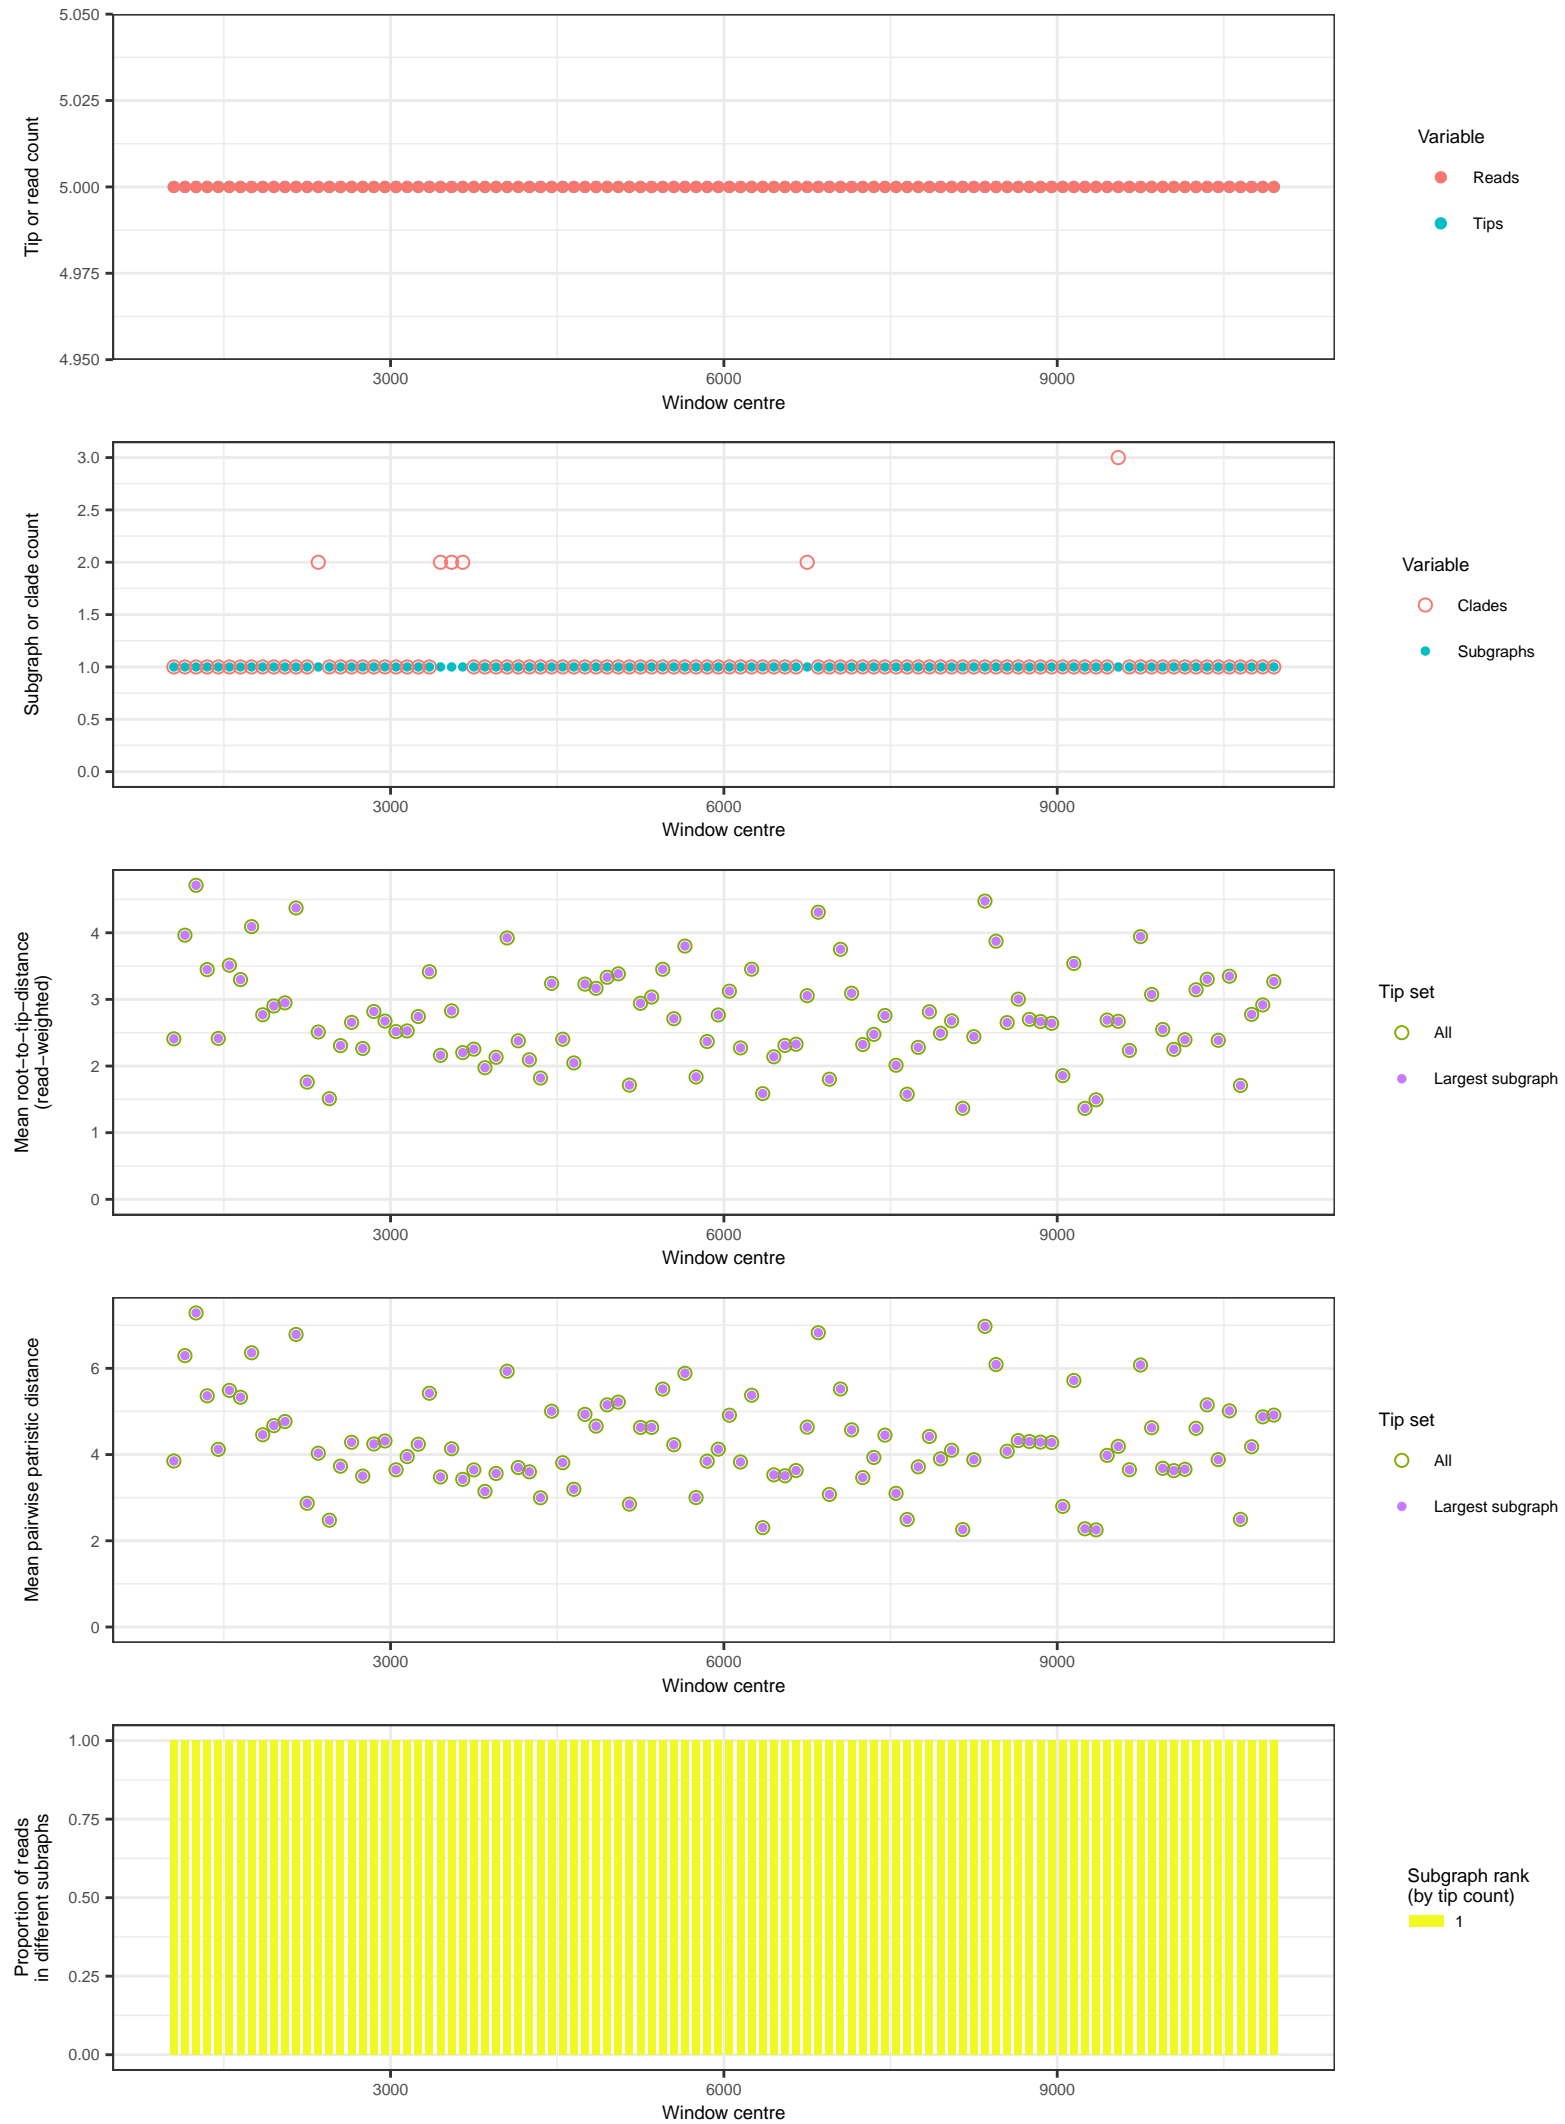 5.050
5.025
5.000
4.975
4.950
Tip or read count
3000
6000
9000
Window centre
Variable
Reads
Tips
3.0
2.5
2.0
1.5
1.0
0.5
0.0
Subgraph or clade count
3000
6000
9000
Window centre
Variable
Clades
Subgraphs
4
3
2
1
0
Mean root−to−tip−distance
(read−weighted)
3000
6000
9000
Window centre
Tip set
All
Largest subgraph
6
4
2
0
Mean pairwise patristic distance
3000
6000
9000
Window centre
Tip set
All
Largest subgraph
1.00
0.75
0.50
0.25
0.00
Proportion of reads
in different subraphs
3000
6000
9000
Window centre
Subgraph rank
(by tip count)
1